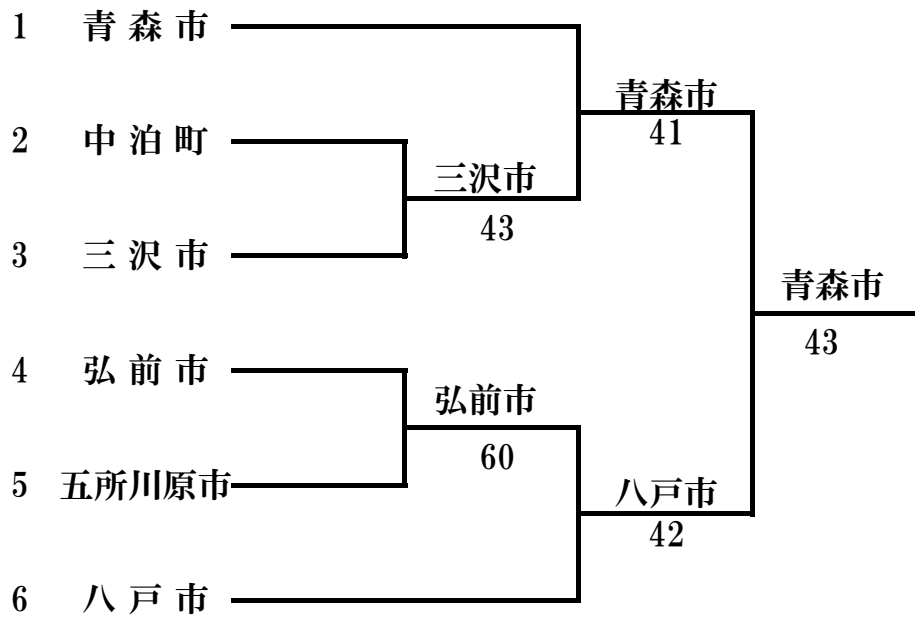 1 青森市
青森市
41
2 中泊町
三沢市
43
3 三沢市
青森市
43
4 弘前市
弘前市
60
5 五所川原市
八戸市
42
6 八戸市